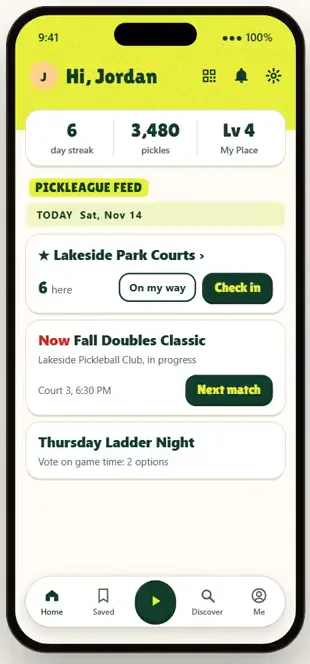 9:41 ●●● 100%
J Hi, Jordan
6 3,480 Lv 4
day streak pickles My Place
PICKLEAGUE FEED
TODAY Sat, Nov 14
★ Lakeside Park Courts ›
6 here On my way Check in
Now Fall Doubles Classic
Lakeside Pickleball Club, in progress
Court 3, 6:30 PM Next match
Thursday Ladder Night
Vote on game time: 2 options
Home Saved Discover Me